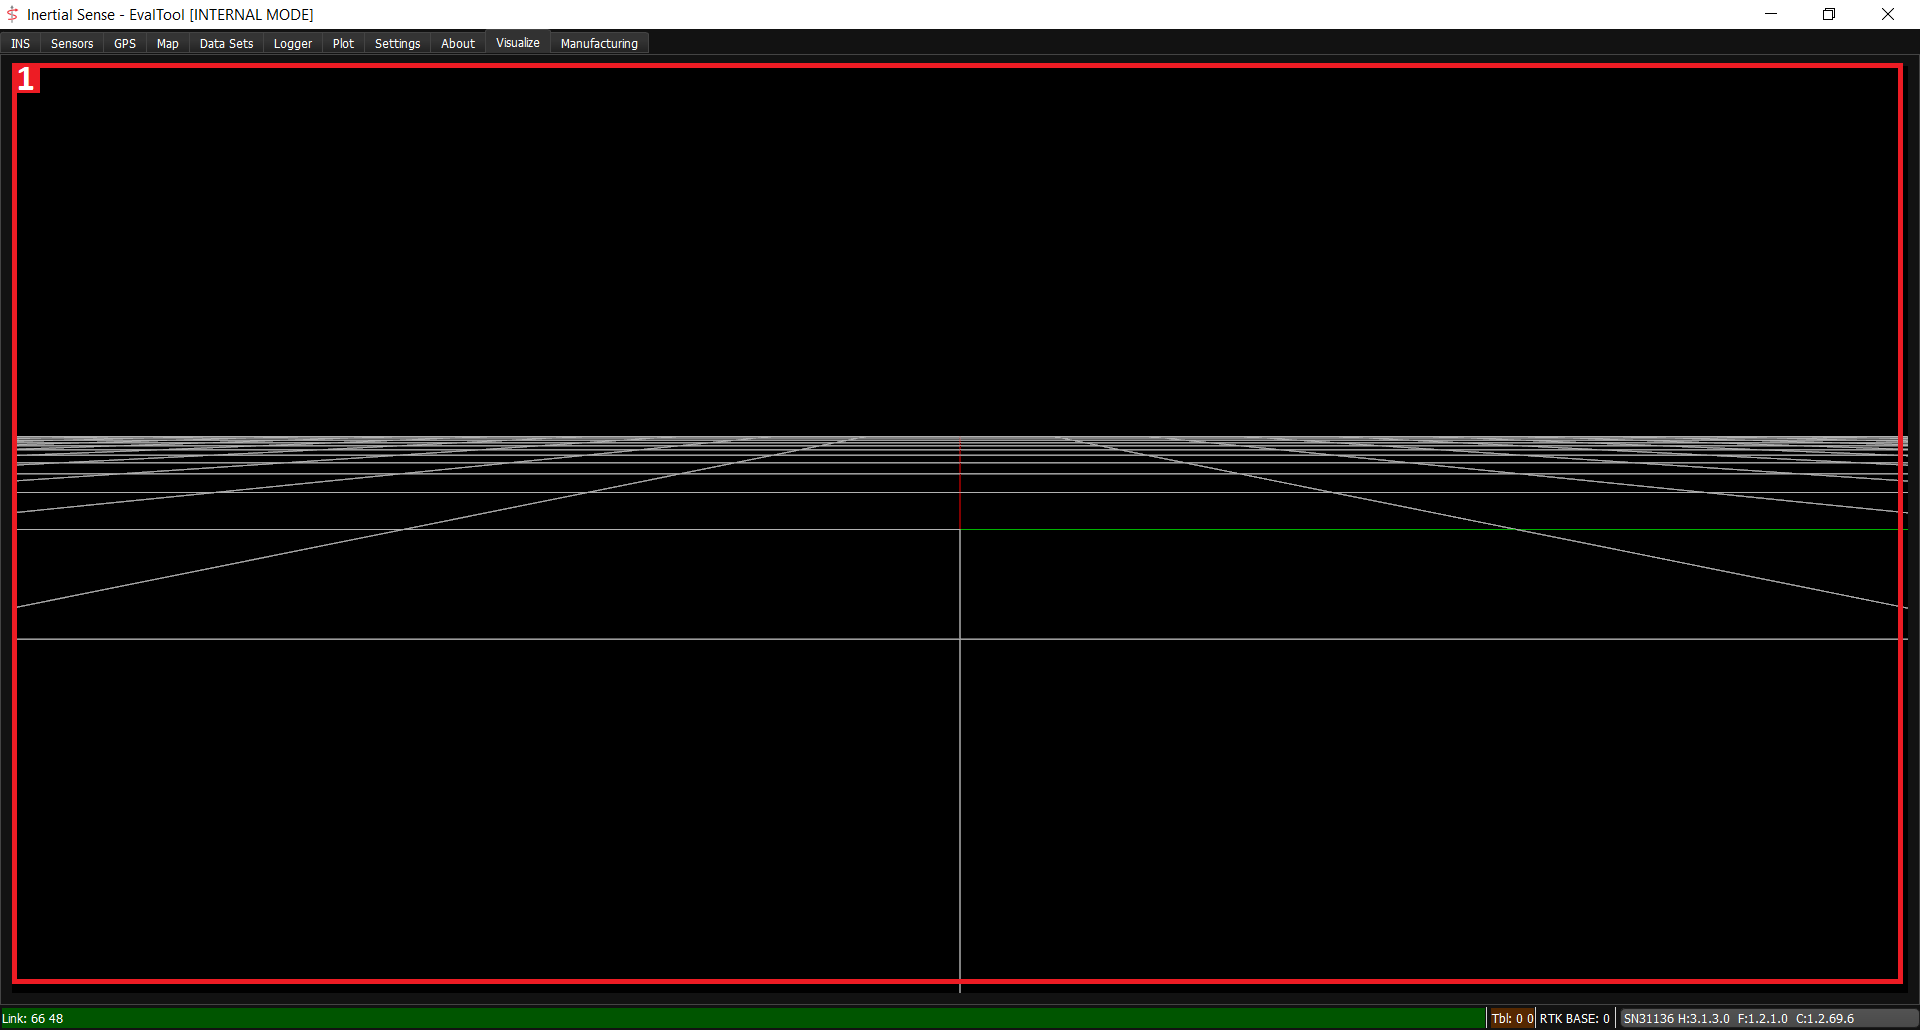 Inertial Sense - EvalTool [INTERNAL MODE]
INS Sensors GPS Map Data Sets Logger Plot Settings About Visualize Manufacturing
1
Link: 66 48 Tbl: 0 0 RTK BASE: 0 SN31136 H:3.1.3.0 F:1.2.1.0 C:1.2.69.6